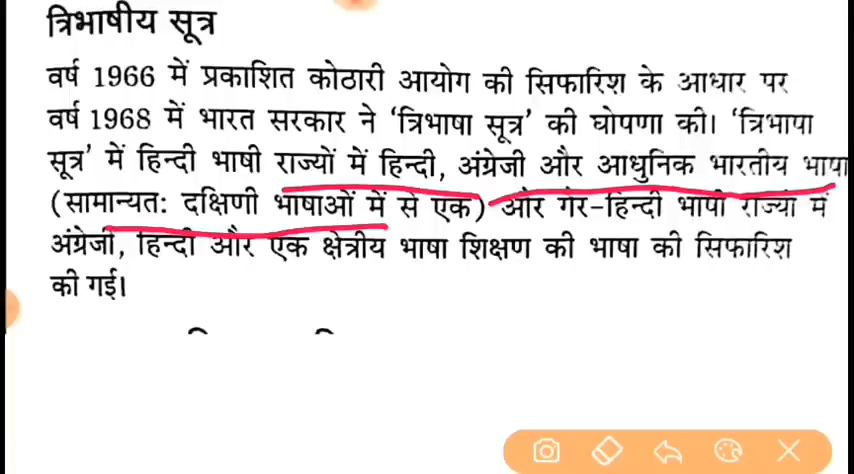 त्रिभाषीय सूत्र
वर्ष 1966 में प्रकाशित कोठारी आयोग की सिफारिश के आधार पर
वर्ष 1968 में भारत सरकार ने ‘त्रिभाषा सूत्र’ की घोषणा की। ‘त्रिभाषा
सूत्र’ में हिन्दी भाषी राज्यों में हिन्दी, अंग्रेजी और आधुनिक भारतीय भाषा
(सामान्यत: दक्षिणी भाषाओं में से एक) और गैर-हिन्दी भाषी राज्यों में
अंग्रेजी, हिन्दी और एक क्षेत्रीय भाषा शिक्षण की भाषा की सिफारिश
की गई।